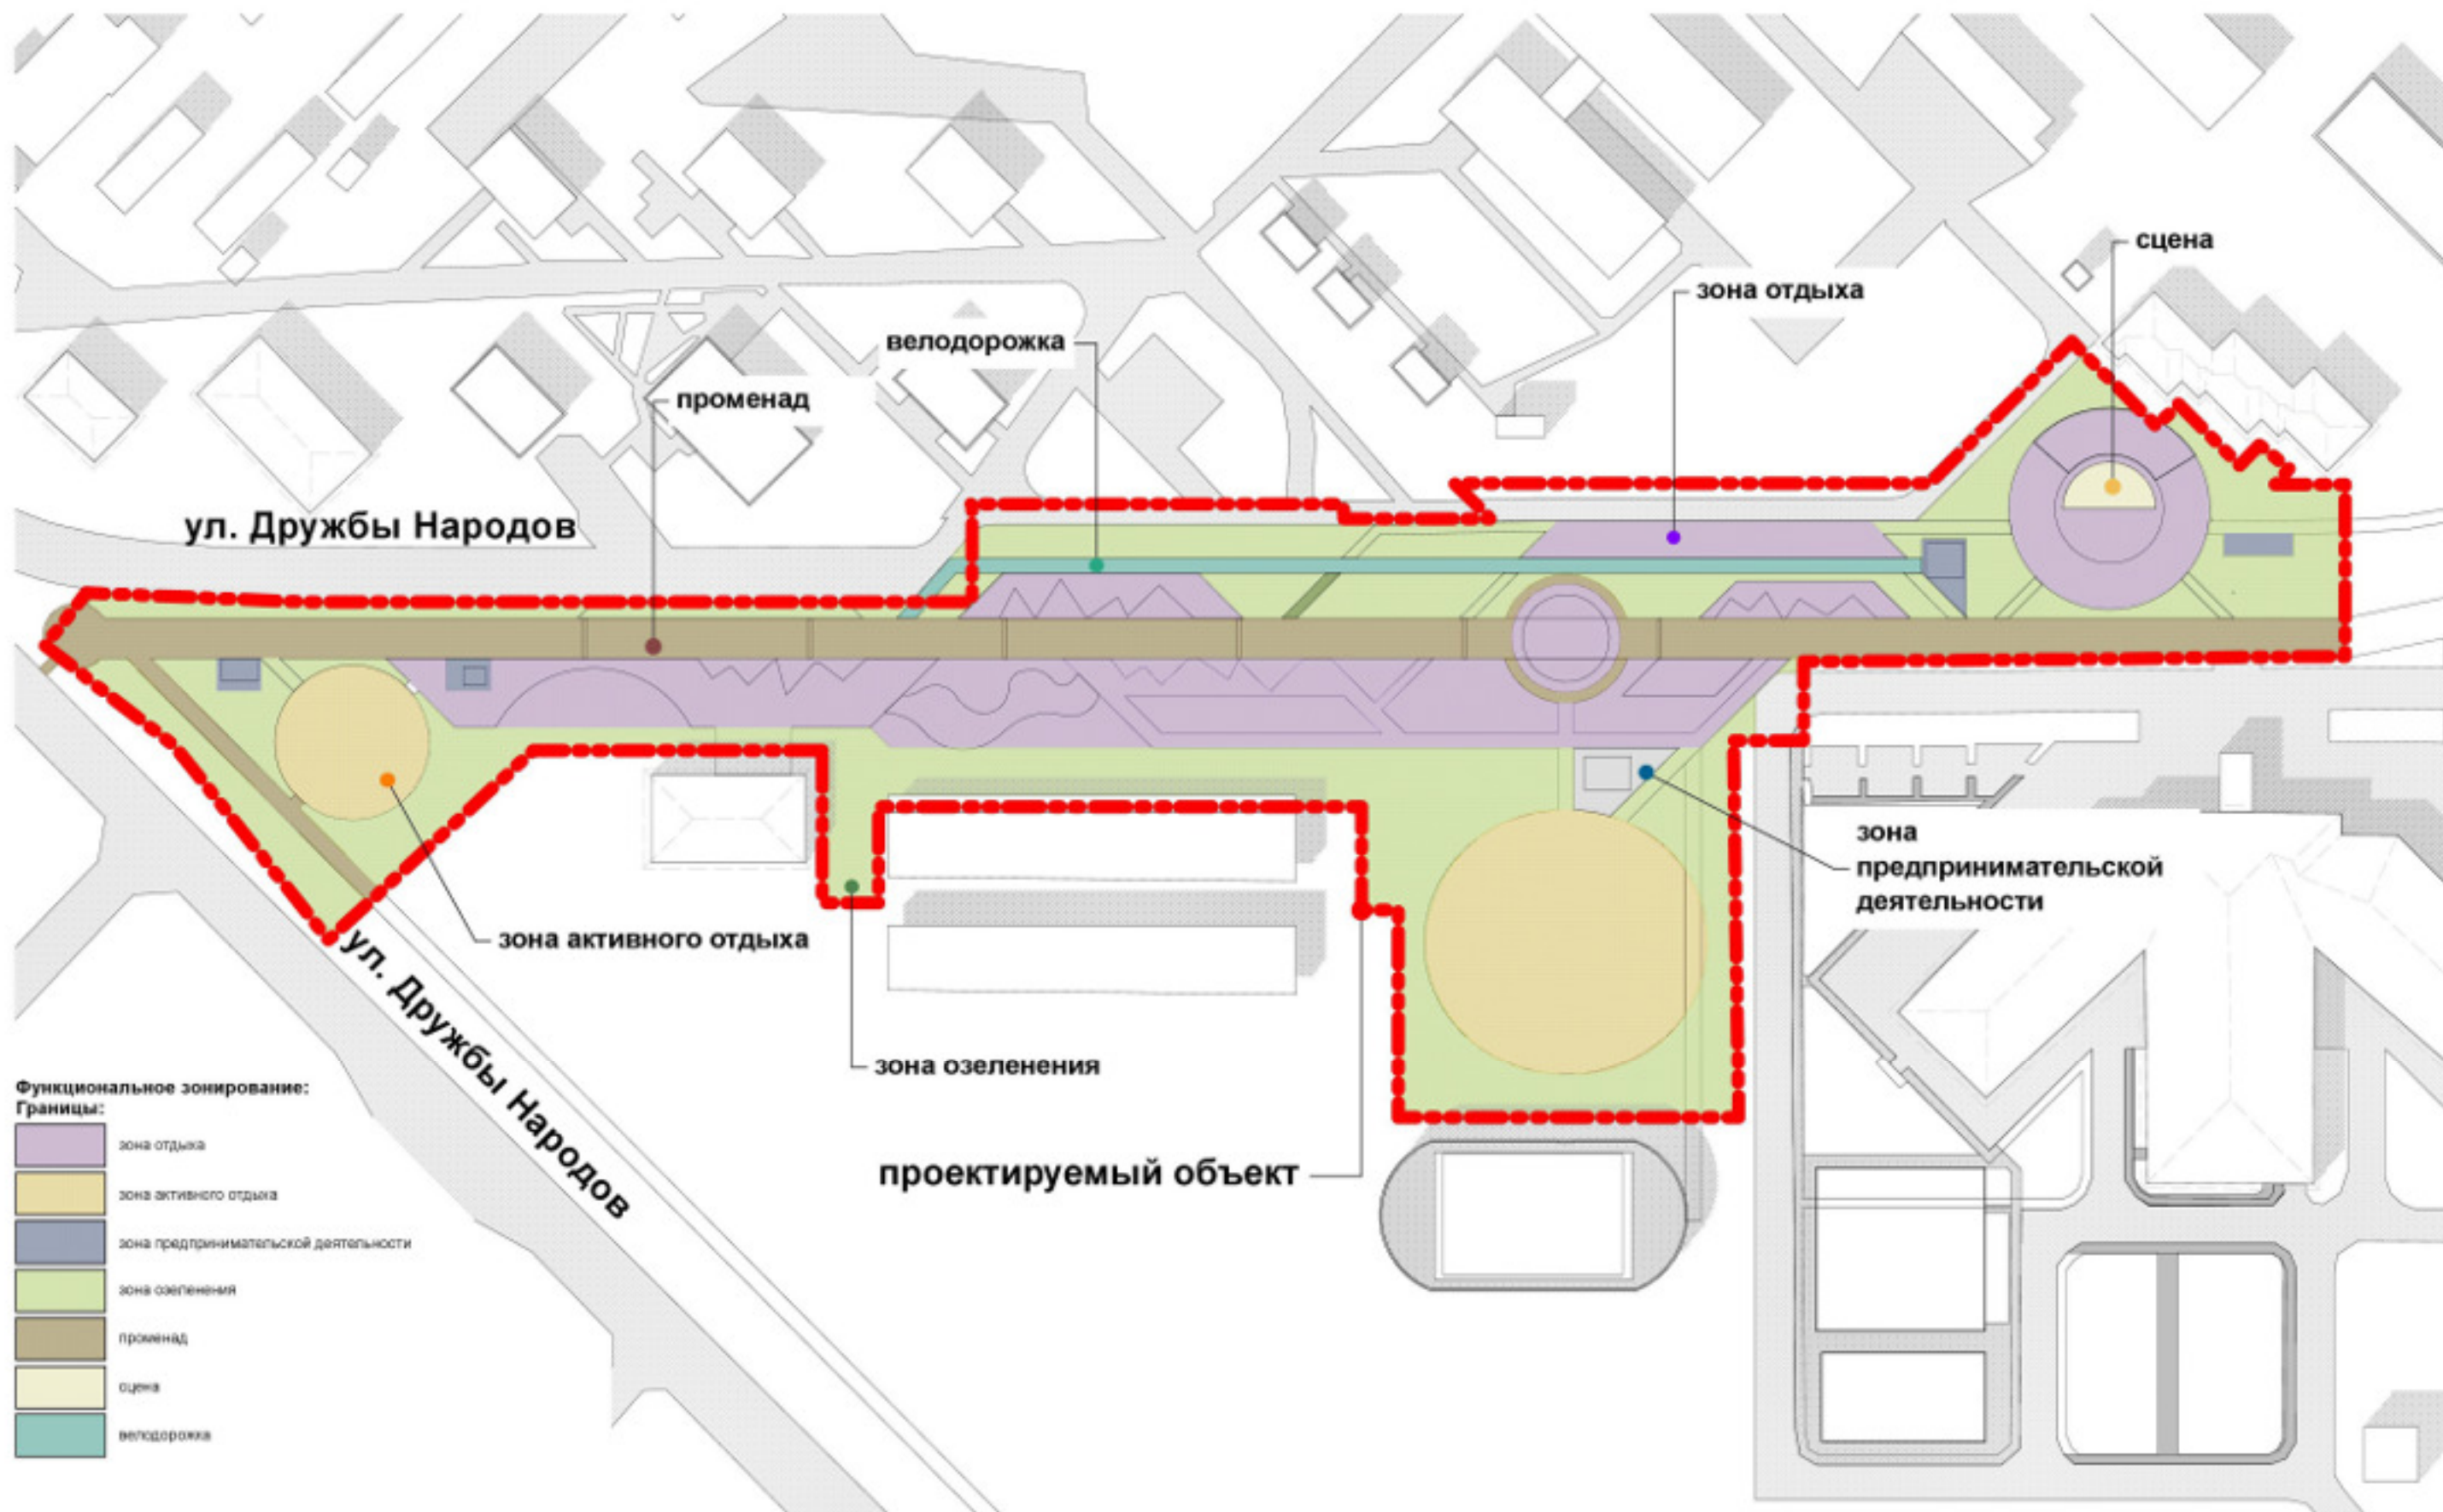 сцена
зона отдыха
велодорожка
променад
ул. Дружбы Народов
зона
предпринимательской
деятельности
зона активного отдыха
ул. Дружбы Народов
зона озеленения
проектируемый объект
Функциональное зонирование:
Границы:
зона отдыха
зона активного отдыха
зона предпринимательской деятельности
зона озеленения
променад
сцена
велодорожка